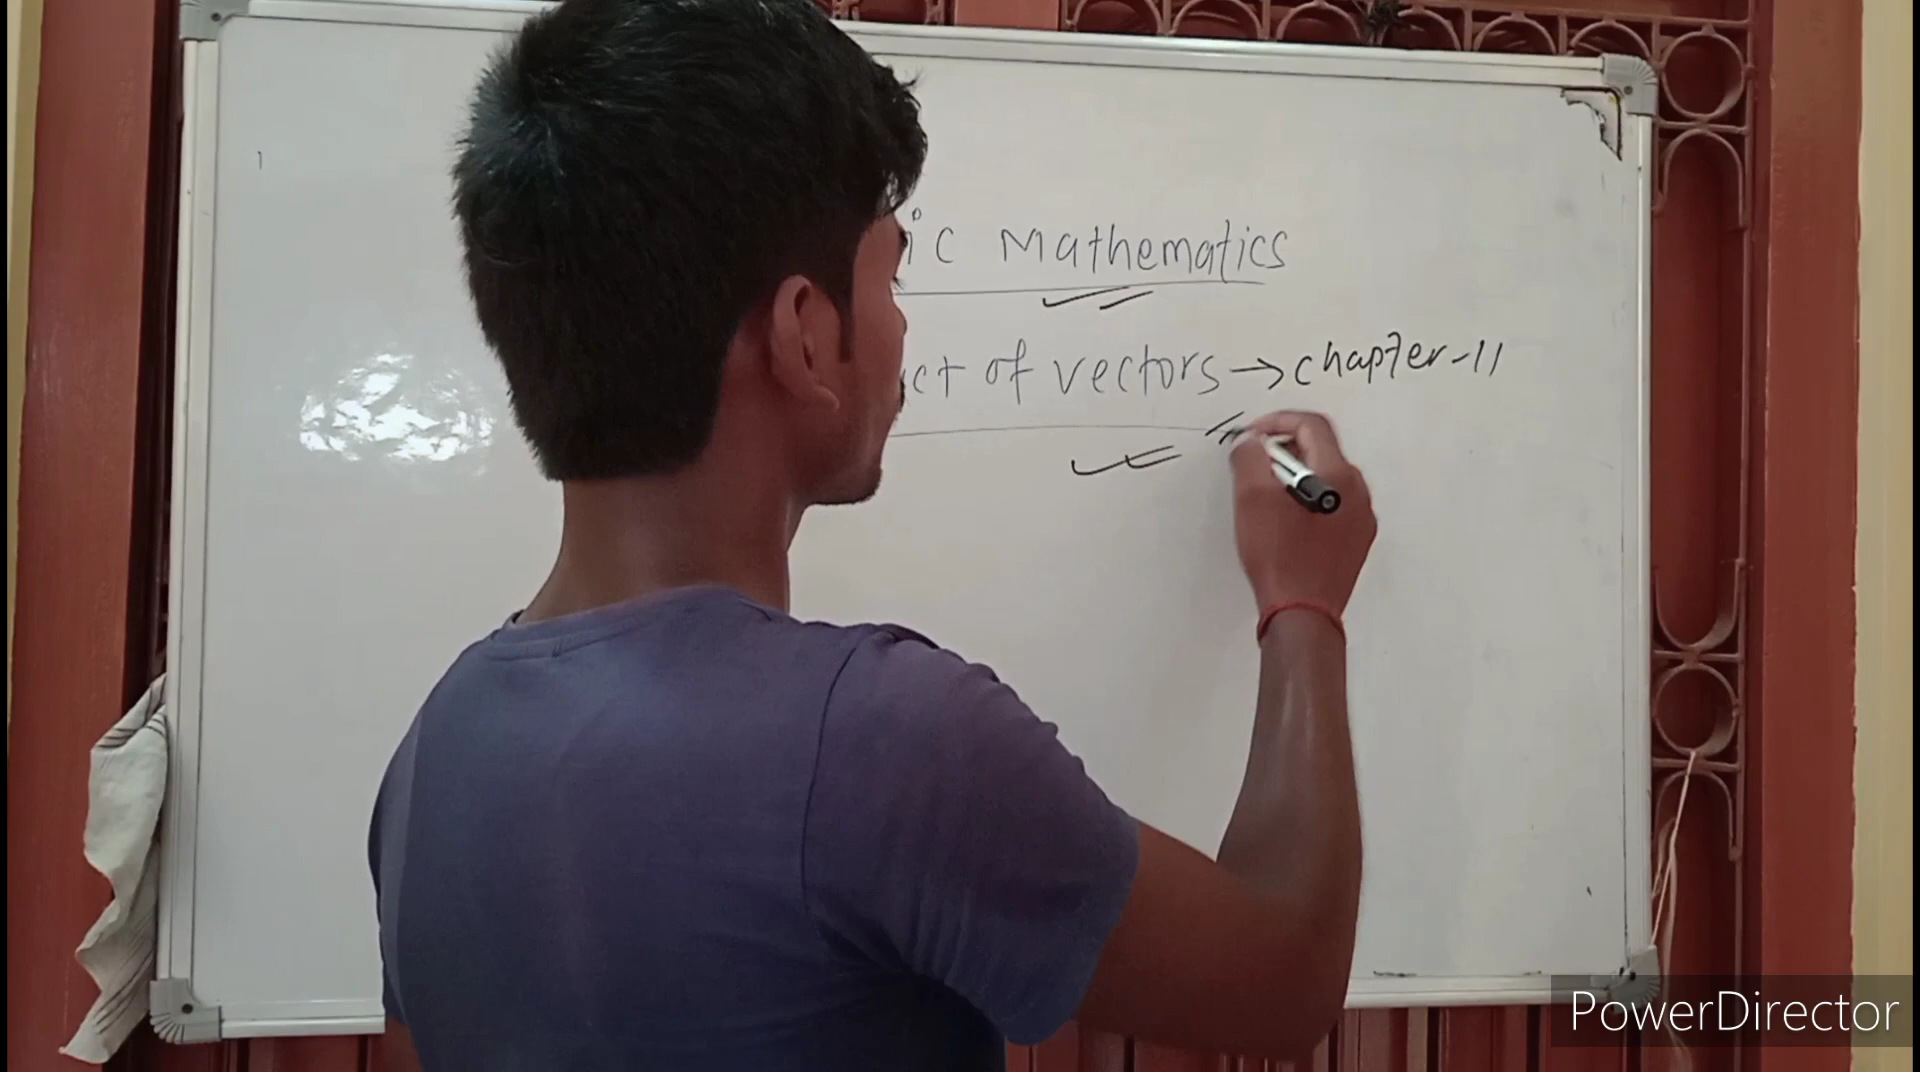 ic Mathematics
ct of vectors → chapter-11
PowerDirector